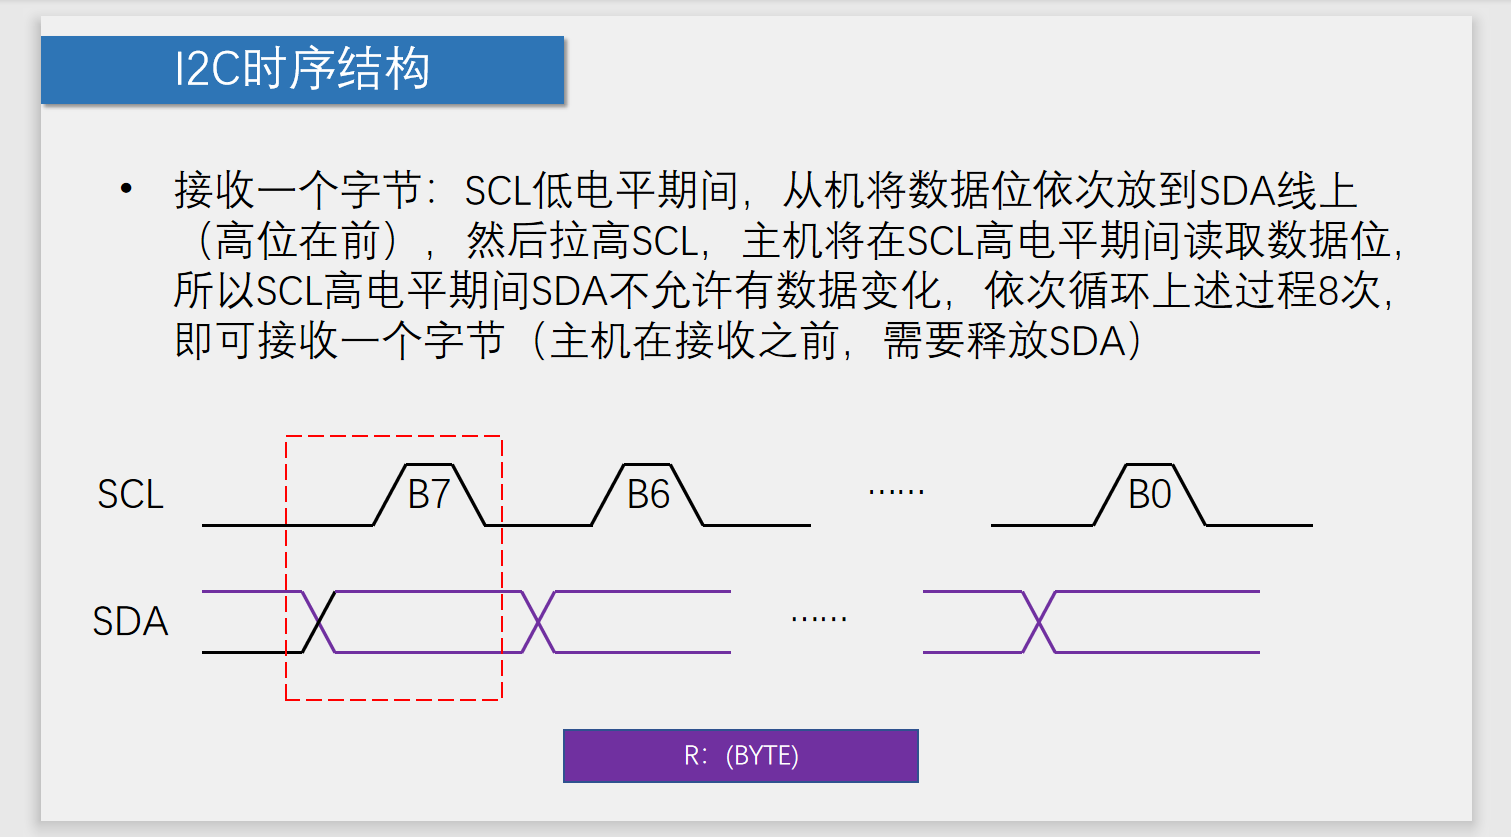 I2C时序结构
• 接收一个字节：SCL低电平期间，从机将数据位依次放到SDA线上
（高位在前），然后拉高SCL，主机将在SCL高电平期间读取数据位，
所以SCL高电平期间SDA不允许有数据变化，依次循环上述过程8次，
即可接收一个字节（主机在接收之前，需要释放SDA）
SCL B7 B6 …… B0
SDA ……
R：(BYTE)